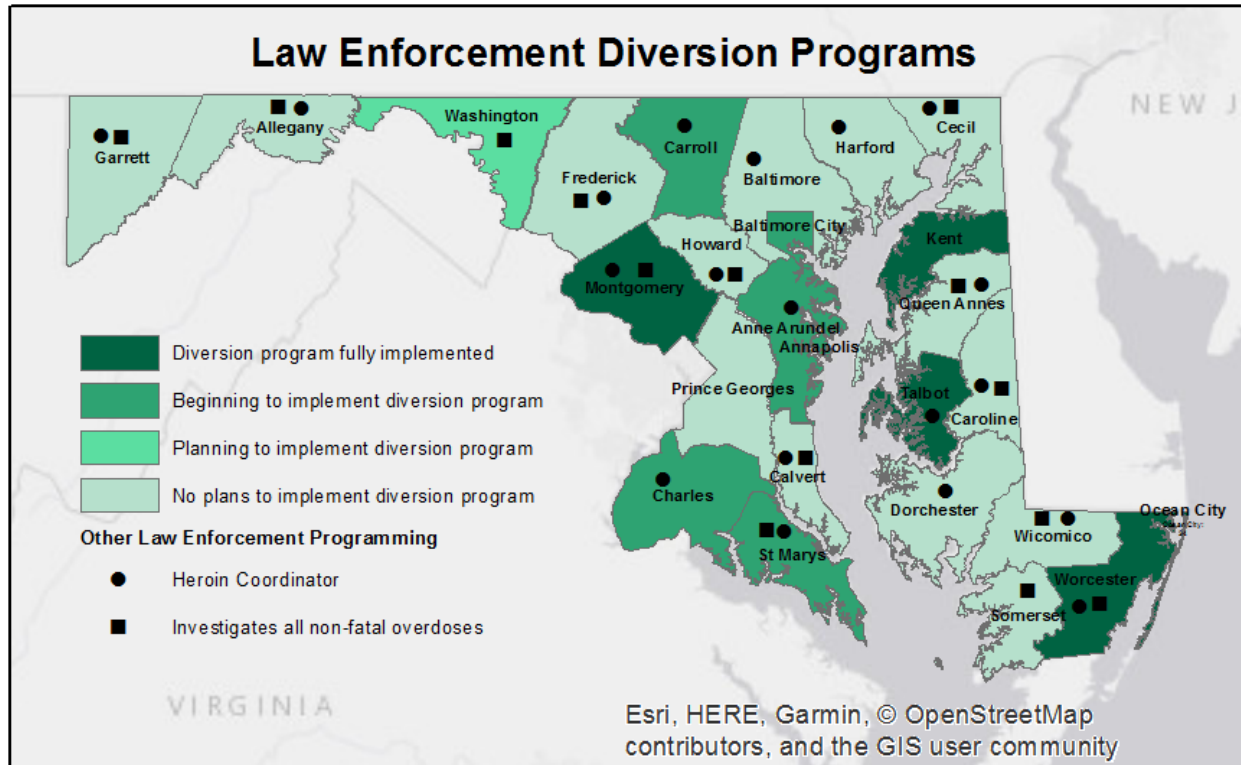 Law Enforcement Diversion Programs
NEW J
Garrett
Allegany
Washington
Frederick
Carroll
Baltimore
Harford
Cecil
Baltimore City
Howard
Montgomery
Kent
Queen Annes
Anne Arundel
Annapolis
Prince Georges
Talbot
Caroline
Calvert
Charles
St Marys
Dorchester
Wicomico
Ocean City
Ocean City
Worcester
Somerset
Diversion program fully implemented
Beginning to implement diversion program
Planning to implement diversion program
No plans to implement diversion program
Other Law Enforcement Programming
Heroin Coordinator
Investigates all non-fatal overdoses
VIRGINIA
Esri, HERE, Garmin, © OpenStreetMap
contributors, and the GIS user community